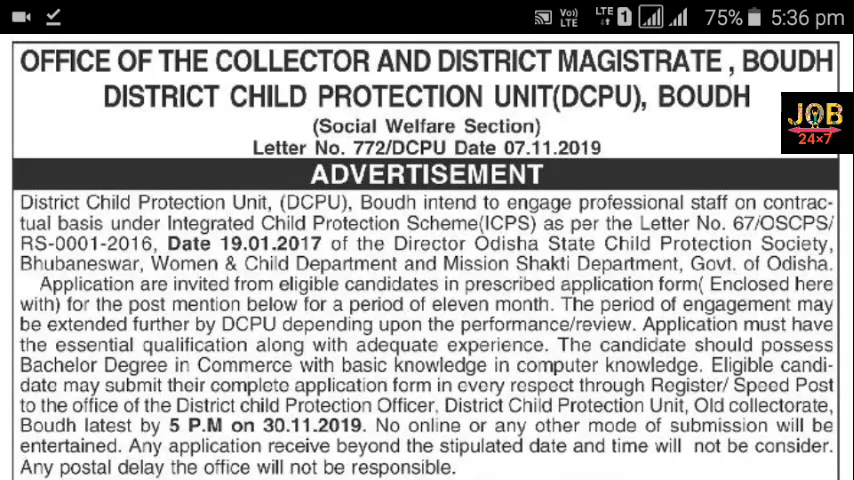 Vo))
LTE
LTE
1
75%
5:36 pm
OFFICE OF THE COLLECTOR AND DISTRICT MAGISTRATE , BOUDH
DISTRICT CHILD PROTECTION UNIT(DCPU), BOUDH
(Social Welfare Section)
Letter No. 772/DCPU Date 07.11.2019
JOB
24×7
ADVERTISEMENT
District Child Protection Unit, (DCPU), Boudh intend to engage professional staff on contrac-
tual basis under Integrated Child Protection Scheme(ICPS) as per the Letter No. 67/OSCPS/
RS-0001-2016, Date 19.01.2017 of the Director Odisha State Child Protection Society,
Bhubaneswar, Women & Child Department and Mission Shakti Department, Govt. of Odisha.
Application are invited from eligible candidates in prescribed application form( Enclosed here
with) for the post mention below for a period of eleven month. The period of engagement may
be extended further by DCPU depending upon the performance/review. Application must have
the essential qualification along with adequate experience. The candidate should possess
Bachelor Degree in Commerce with basic knowledge in computer knowledge. Eligible candi-
date may submit their complete application form in every respect through Register/ Speed Post
to the office of the District child Protection Officer, District Child Protection Unit, Old collectorate,
Boudh latest by 5 P.M on 30.11.2019. No online or any other mode of submission will be
entertained. Any application receive beyond the stipulated date and time will not be consider.
Any postal delay the office will not be responsible.